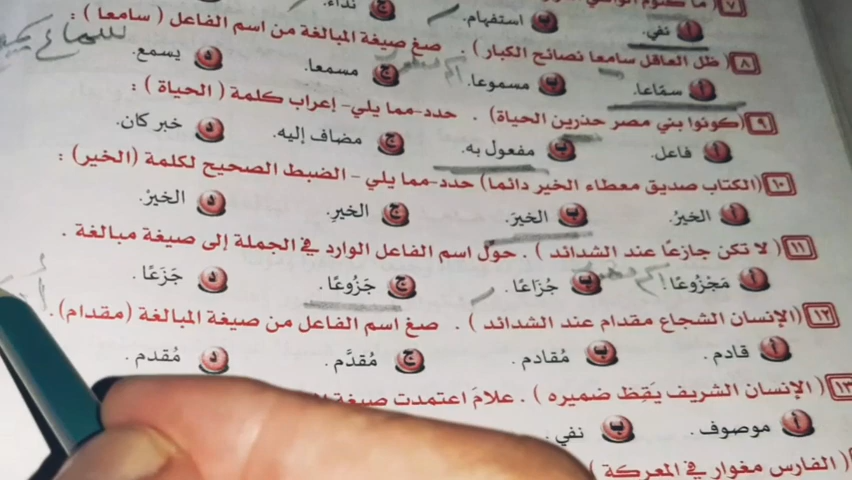 ٧
أ نفي. ب استفهام. ج نداء.
٨ (ظل العاقل سامعا نصائح الكبار) . صغ صيغة المبالغة من اسم الفاعل ( سامعا ) :
أ سمّاعا. ب مسموعا. ج مسمعا. د يسمع.
٩ (كونوا بني مصر حذرين الحياة) . حدد-مما يلي- إعراب كلمة ( الحياة ) :
أ فاعل. ب مفعول به. ج مضاف إليه. د خبر كان.
١٠ (الكتاب صديق معطاء الخير دائما) حدد-مما يلي - الضبط الصحيح لكلمة (الخير) :
أ الخيرُ. ب الخيرَ. ج الخيرِ. د الخيرْ.
١١ ( لا تكن جازعًا عند الشدائد ) . حول اسم الفاعل الوارد في الجملة إلى صيغة مبالغة .
أ مَجْزُوعًا. ب جُزَاعًا . ج جَزُوعًا . د جَزَعًا .
١٢ (الإنسان الشجاع مقدام عند الشدائد ) . صغ اسم الفاعل من صيغة المبالغة (مقدام).
أ قادم . ب مُقادم . ج مُقدَّم . د مُقدم .
١٣ ( الإنسان الشريف يَقِظ ضميره ) . علامَ اعتمدت صيغة
أ موصوف . ب نفي .
( الفارس مغوار في المعركة )